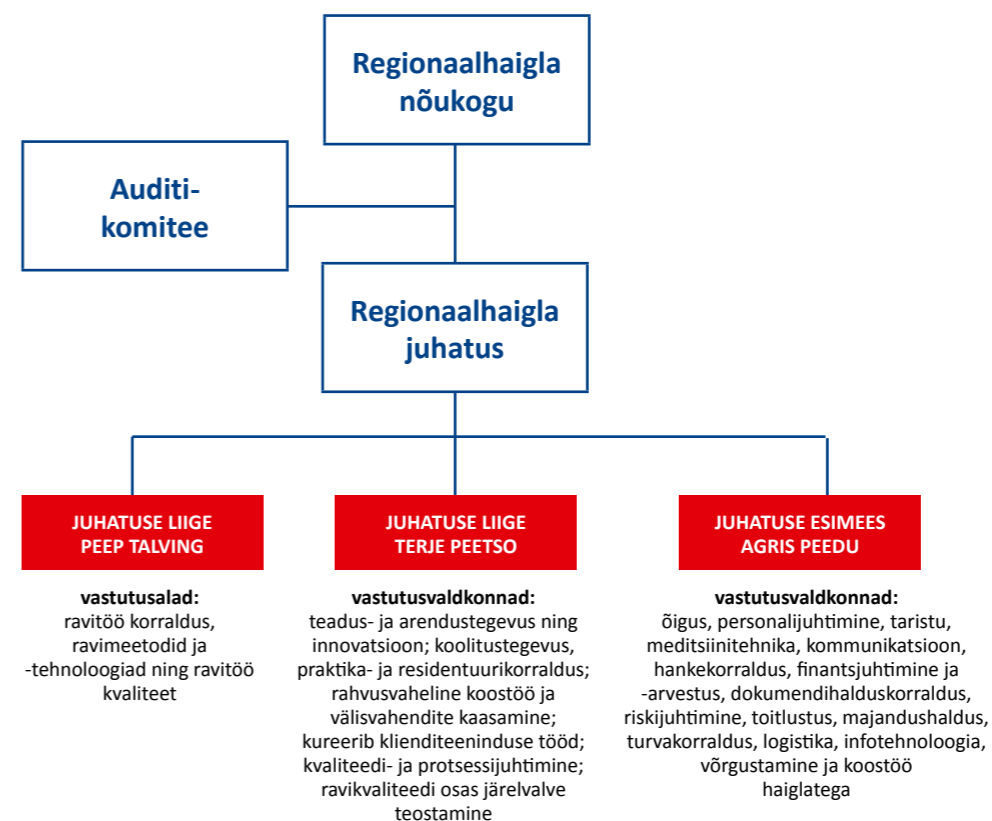 Regionaalhaigla
nõukogu
Auditi-
komitee
Regionaalhaigla
juhatus
JUHATUSE LIIGE
PEEP TALVING
vastutusalad:
ravitöö korraldus,
ravimeetodid ja
-tehnoloogiad ning ravitöö
kvaliteet
JUHATUSE LIIGE
TERJE PEETSO
vastutusvaldkonnad:
teadus- ja arendustegevus ning
innovatsioon; koolitustegevus,
praktika- ja residentuurikorraldus;
rahvusvaheline koostöö ja
välisvahendite kaasamine;
kureerib klienditeeninduse tööd;
kvaliteedi- ja protsessijuhtimine;
ravikvaliteedi osas järelvalve
teostamine
JUHATUSE ESIMEES
AGRIS PEEDU
vastutusvaldkonnad:
õigus, personalijuhtimine, taristu,
meditsiinitehnika, kommunikatsioon,
hankekorraldus, finantsjuhtimine ja
-arvestus, dokumendihalduskorraldus,
riskijuhtimine, toitlustus, majandushaldus,
turvakorraldus, logistika, infotehnoloogia,
võrgustamine ja koostöö
haiglatega